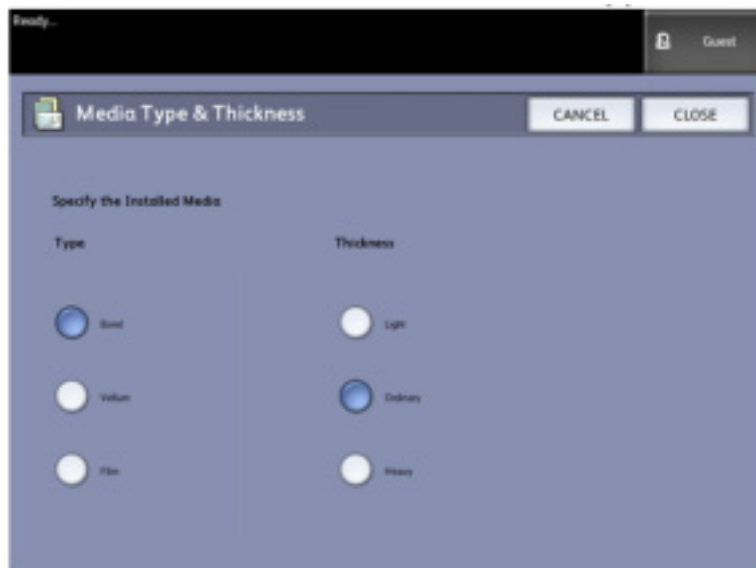 Ready...
Guest
Media Type & Thickness
CANCEL
CLOSE
Specify the Installed Media
Type
Thickness
Bond
Light
Vellum
Ordinary
Film
Heavy